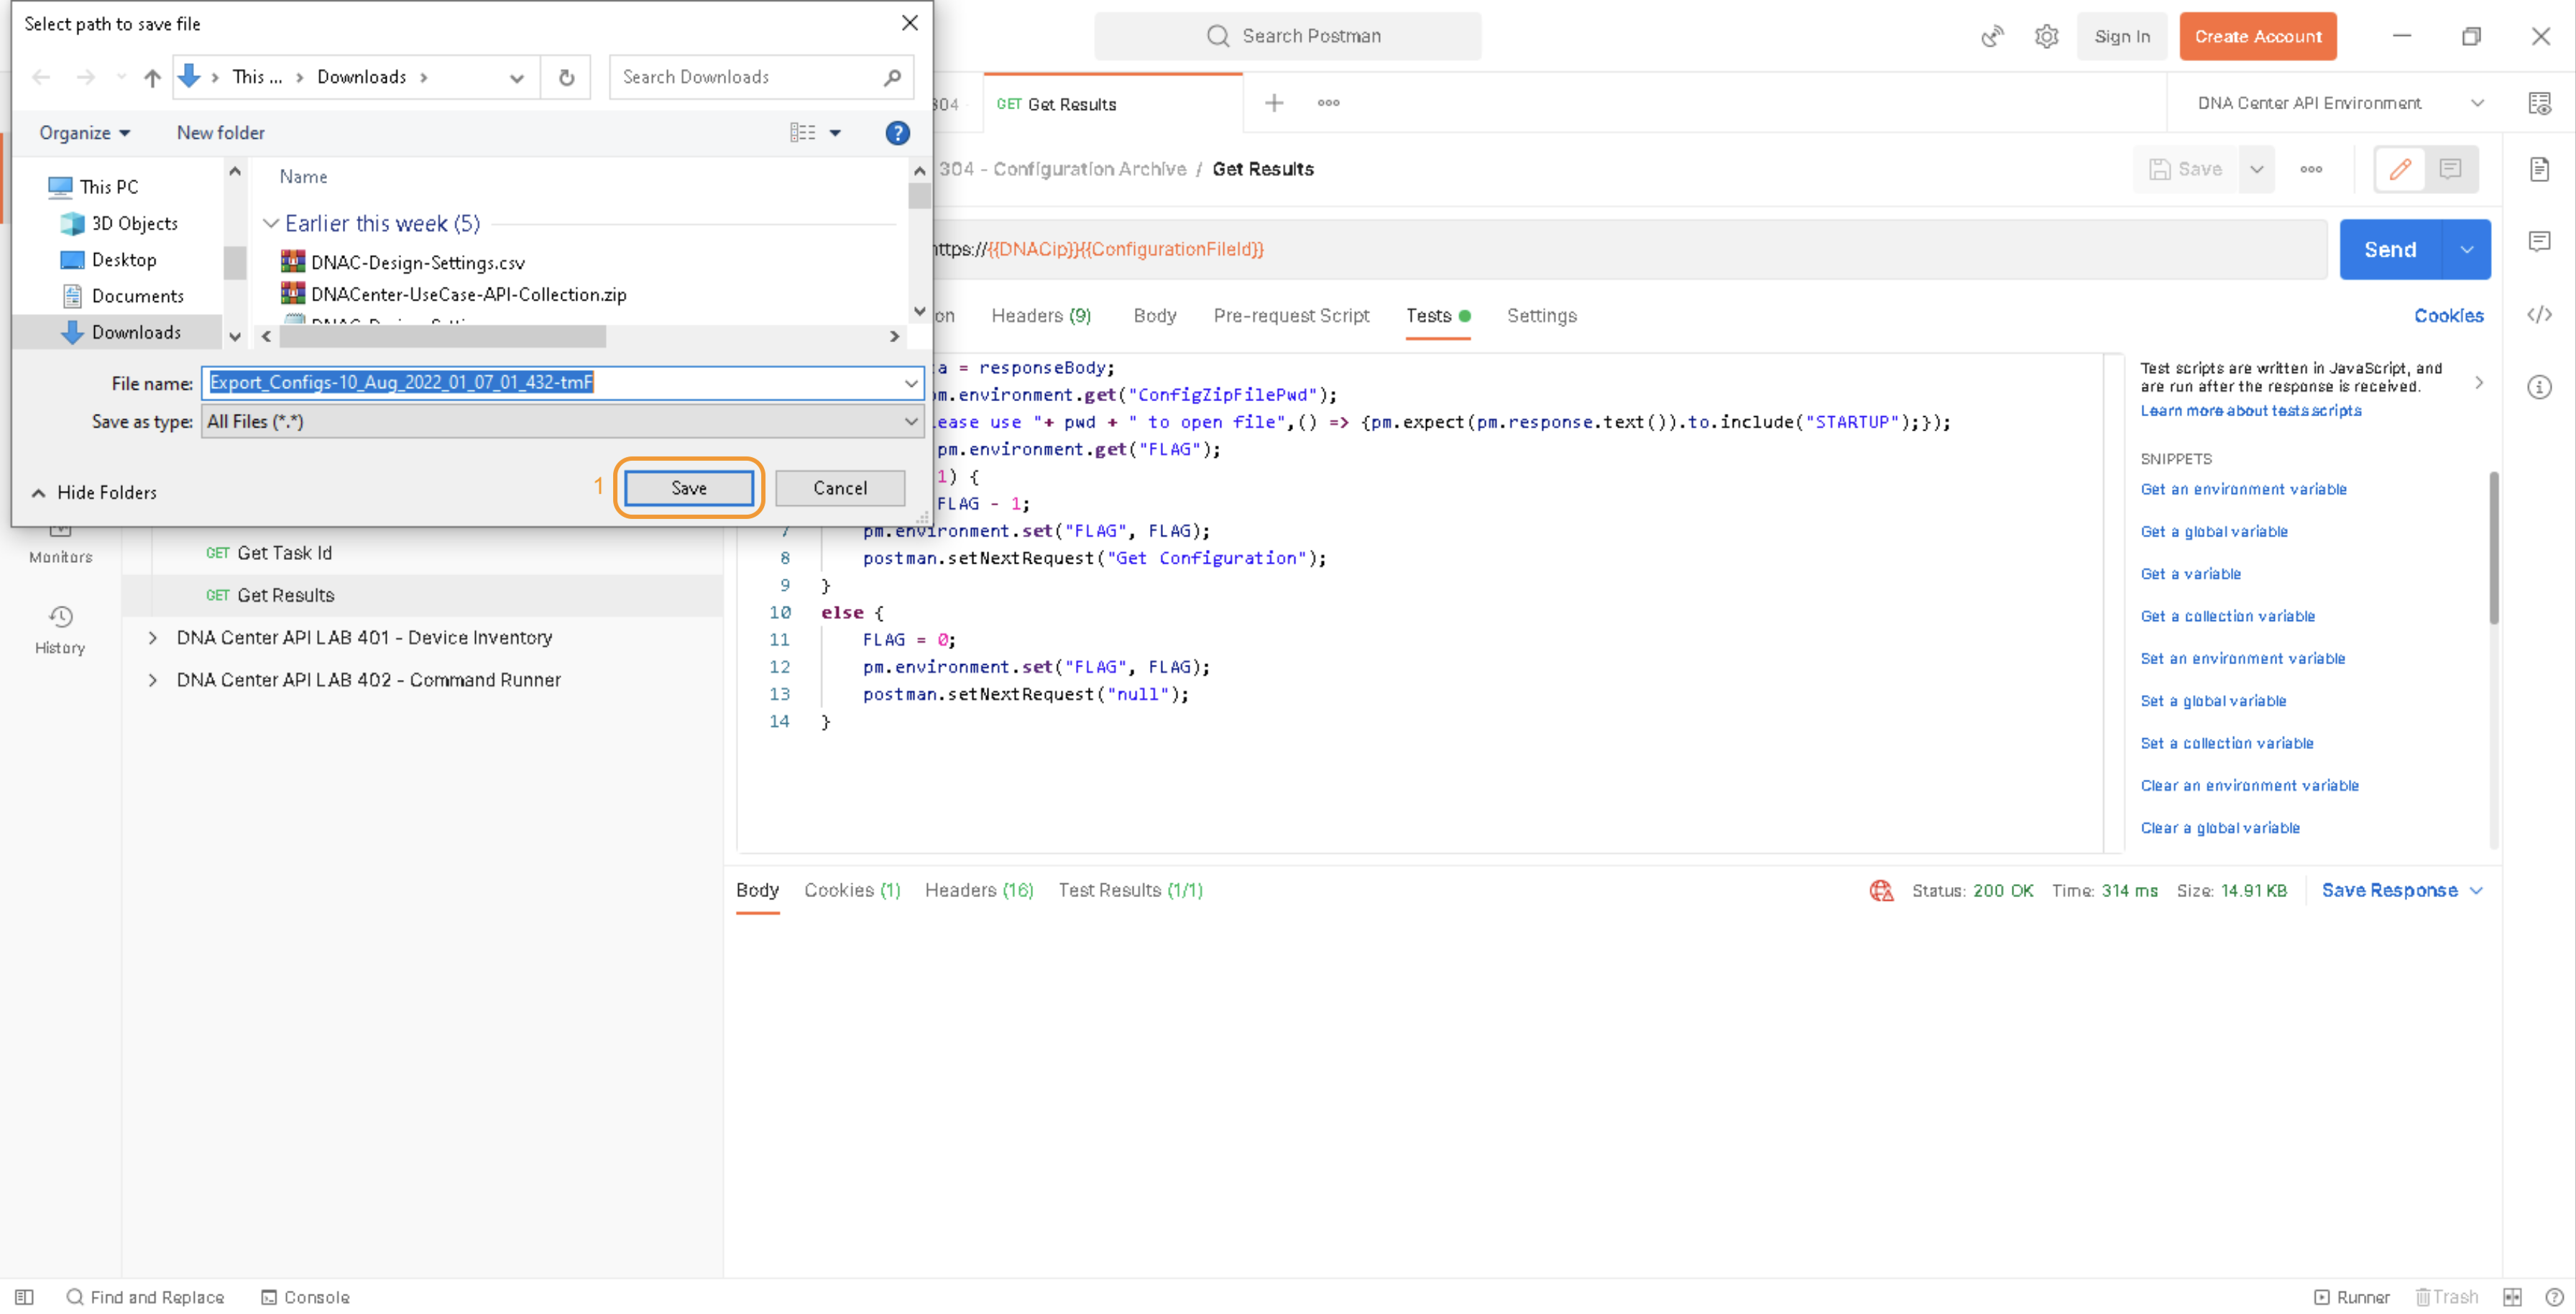 Select path to save file
This ... > Downloads >
Search Downloads
Organize
New folder
This PC
3D Objects
Desktop
Documents
Downloads
Name
Earlier this week (5)
DNAC-Design-Settings.csv
DNACenter-UseCase-API-Collection.zip
File name: Export_Configs-10_Aug_2022_01_07_01_432-tmF
Save as type: All Files (*.*)
Hide Folders
1
Save
Cancel
Search Postman
Sign In
Create Account
304
GET Get Results
DNA Center API Environment
304 - Configuration Archive / Get Results
Save
ttps://{{DNACip}}{{ConfigurationFileId}}
Send
on
Headers (9)
Body
Pre-request Script
Tests
Settings
Cookies
a = responseBody;
m.environment.get("ConfigZipFilePwd");
ease use "+ pwd + " to open file",() => {pm.expect(pm.response.text()).to.include("STARTUP");});
pm.environment.get("FLAG");
1) {
FLAG - 1;
7 pm.environment.set("FLAG", FLAG);
8 postman.setNextRequest("Get Configuration");
9 }
10 else {
11 FLAG = 0;
12 pm.environment.set("FLAG", FLAG);
13 postman.setNextRequest("null");
14 }
Test scripts are written in JavaScript, and
are run after the response is received.
Learn more about tests scripts
SNIPPETS
Get an environment variable
Get a global variable
Get a variable
Get a collection variable
Set an environment variable
Set a global variable
Set a collection variable
Clear an environment variable
Clear a global variable
Monitors
History
GET Get Task Id
GET Get Results
DNA Center API LAB 401 - Device Inventory
DNA Center API LAB 402 - Command Runner
Body
Cookies (1)
Headers (16)
Test Results (1/1)
Status: 200 OK
Time: 314 ms
Size: 14.91 KB
Save Response
Find and Replace
Console
Runner
Trash